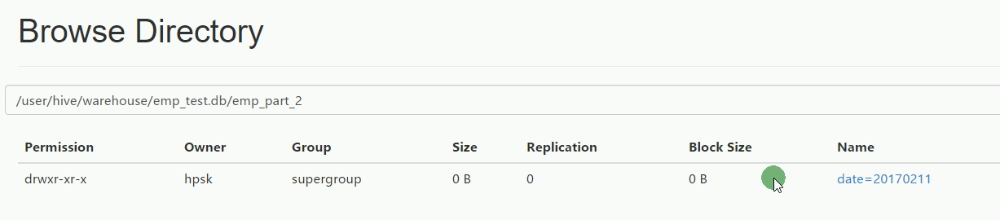 Browse Directory
/user/hive/warehouse/emp_test.db/emp_part_2
Permission Owner Group Size Replication Block Size Name
drwxr-xr-x hpsk supergroup 0 B 0 0 B date=20170211